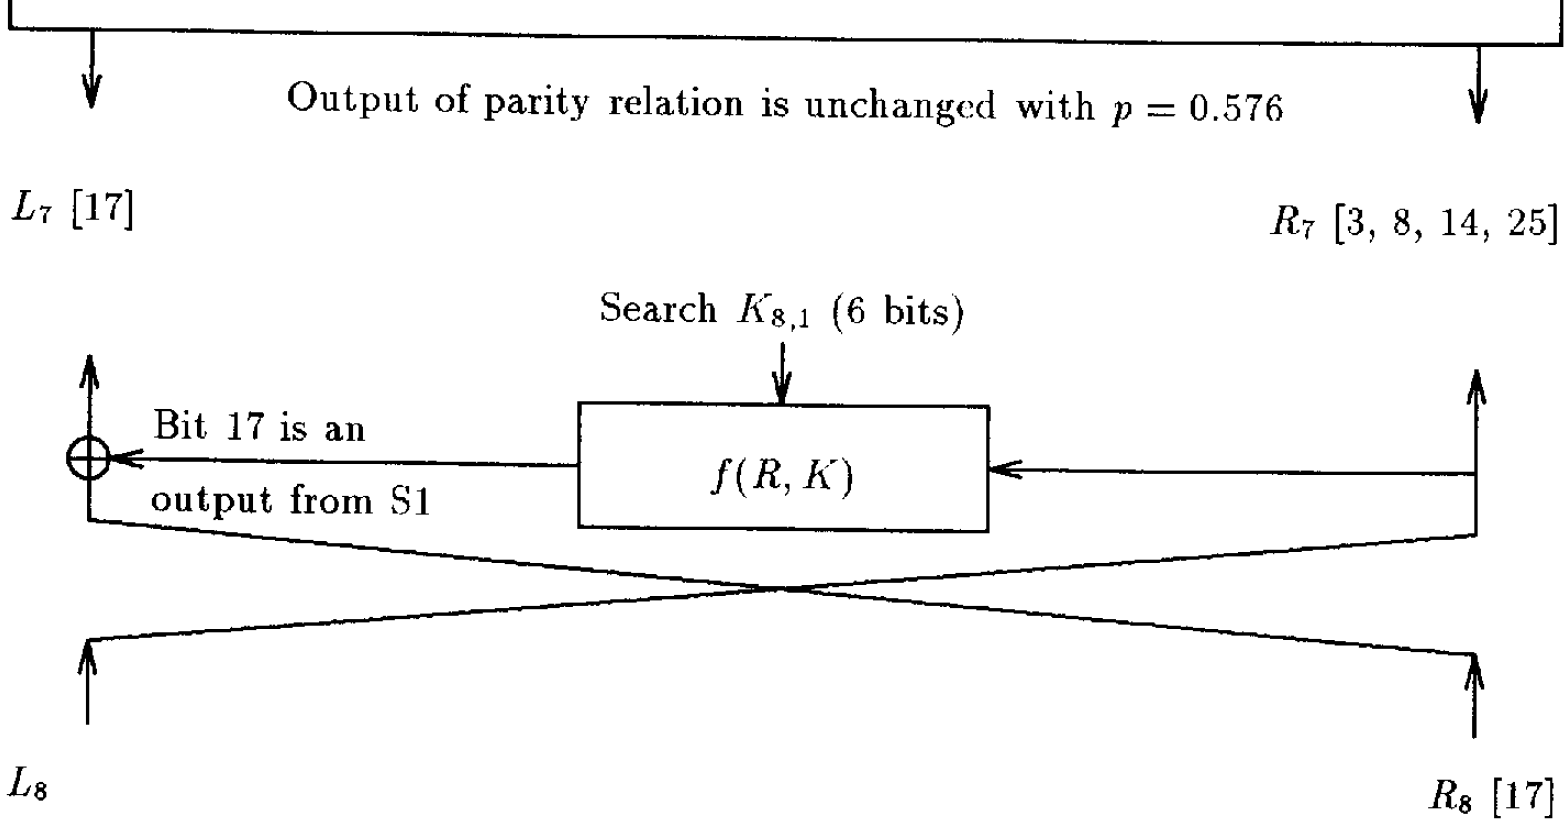 Output of parity relation is unchanged with p = 0.576
L₇ [17]
R₇ [3, 8, 14, 25]
Search K₈,₁ (6 bits)
Bit 17 is an
output from S1
f(R, K)
L₈
R₈ [17]